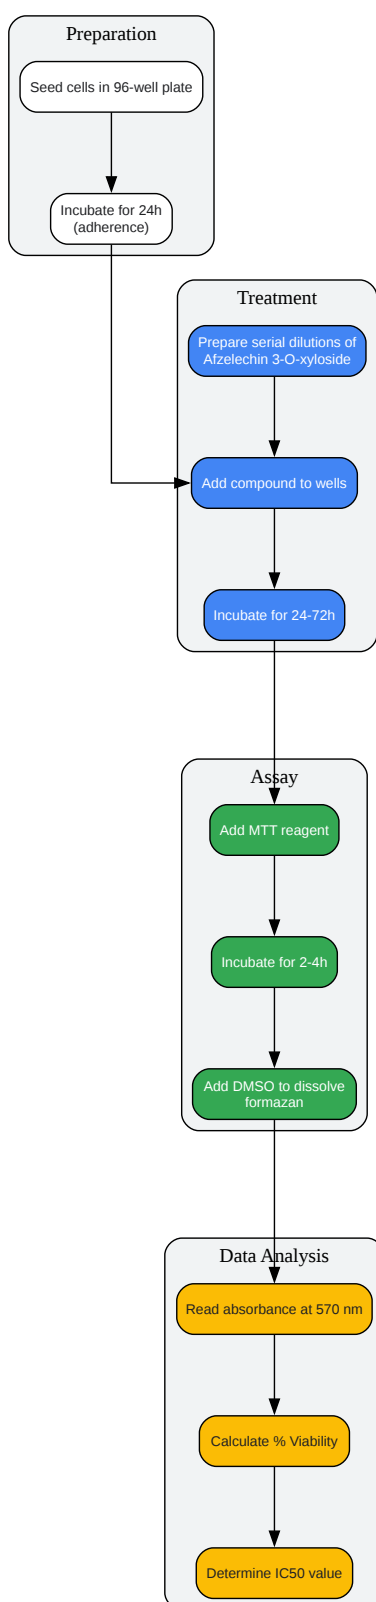 Preparation
Seed cells in 96-well plate
Incubate for 24h
(adherence)
Treatment
Prepare serial dilutions of
Afzelechin 3-O-xyloside
Add compound to wells
Incubate for 24-72h
Assay
Add MTT reagent
Incubate for 2-4h
Add DMSO to dissolve
formazan
Data Analysis
Read absorbance at 570 nm
Calculate % Viability
Determine IC50 value